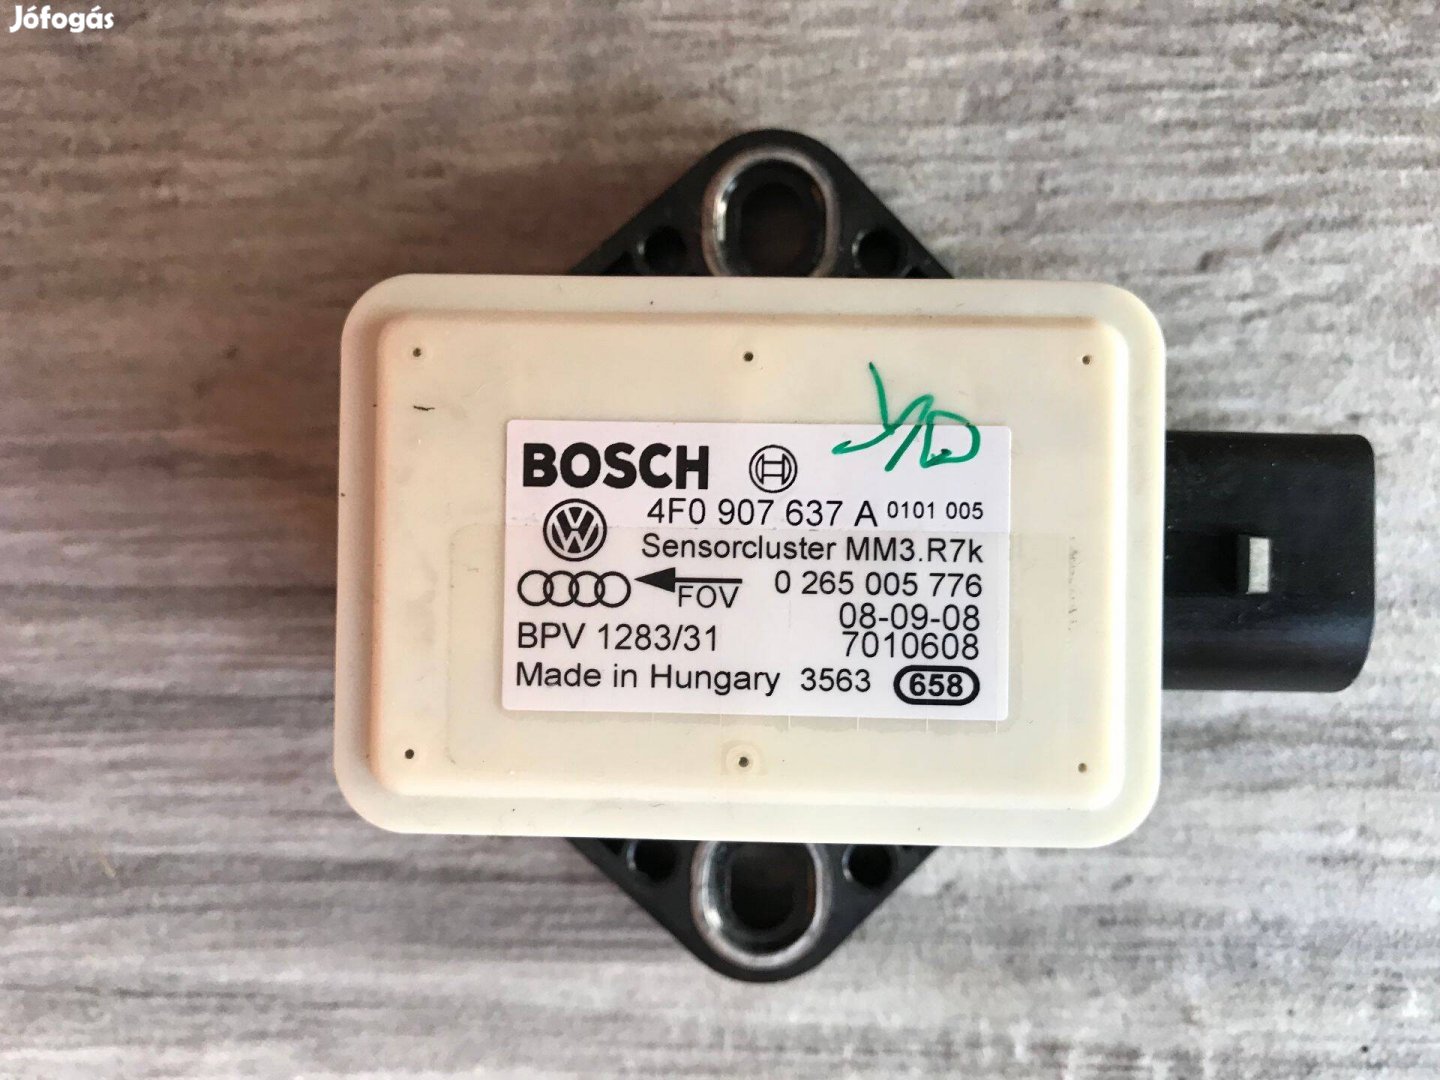 Jófogás
BOSCH
4F0 907 637 A 0101 005
Sensorcluster MM3.R7k
FOV 0 265 005 776
08-09-08
BPV 1283/31 7010608
Made in Hungary 3563 658